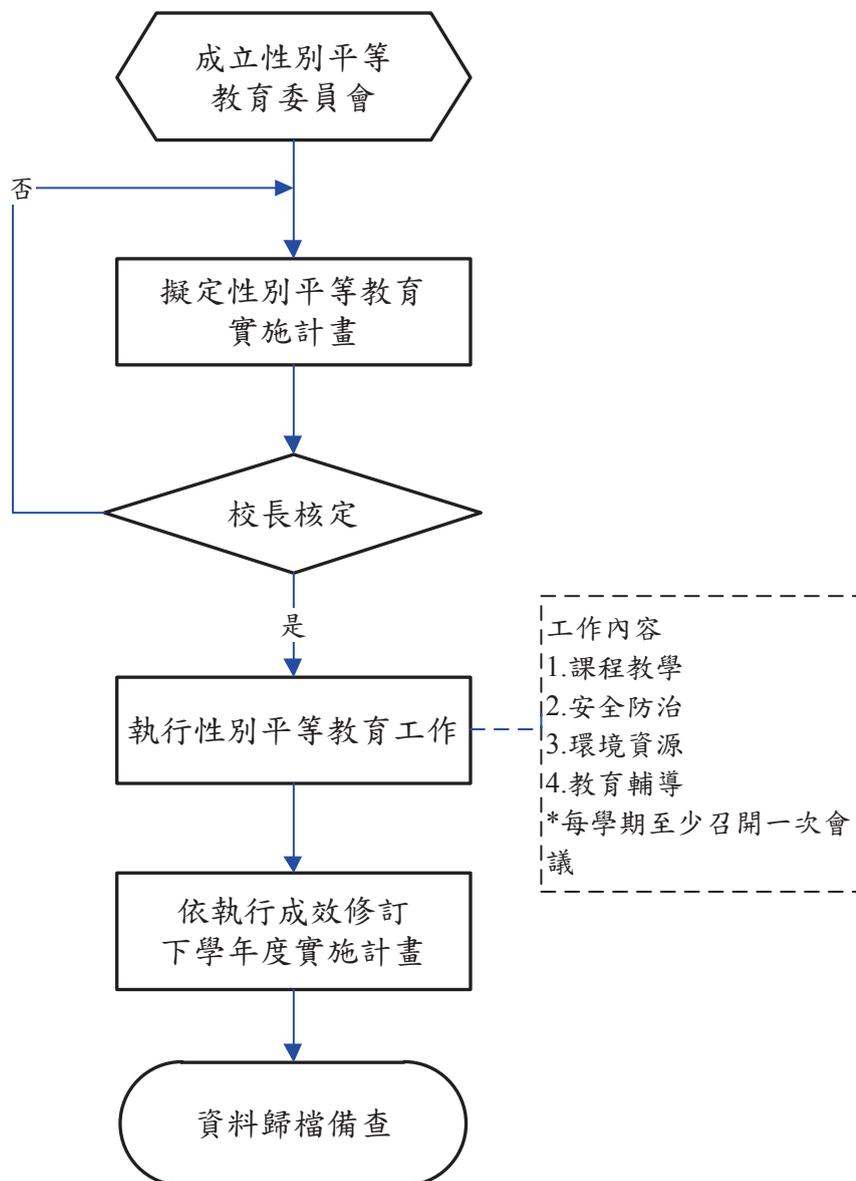 成立性別平等
教育委員會
否
擬定性別平等教育
實施計畫
校長核定
是
執行性別平等教育工作
工作內容
1.課程教學
2.安全防治
3.環境資源
4.教育輔導
*每學期至少召開一次會
議
依執行成效修訂
下學年度實施計畫
資料歸檔備查